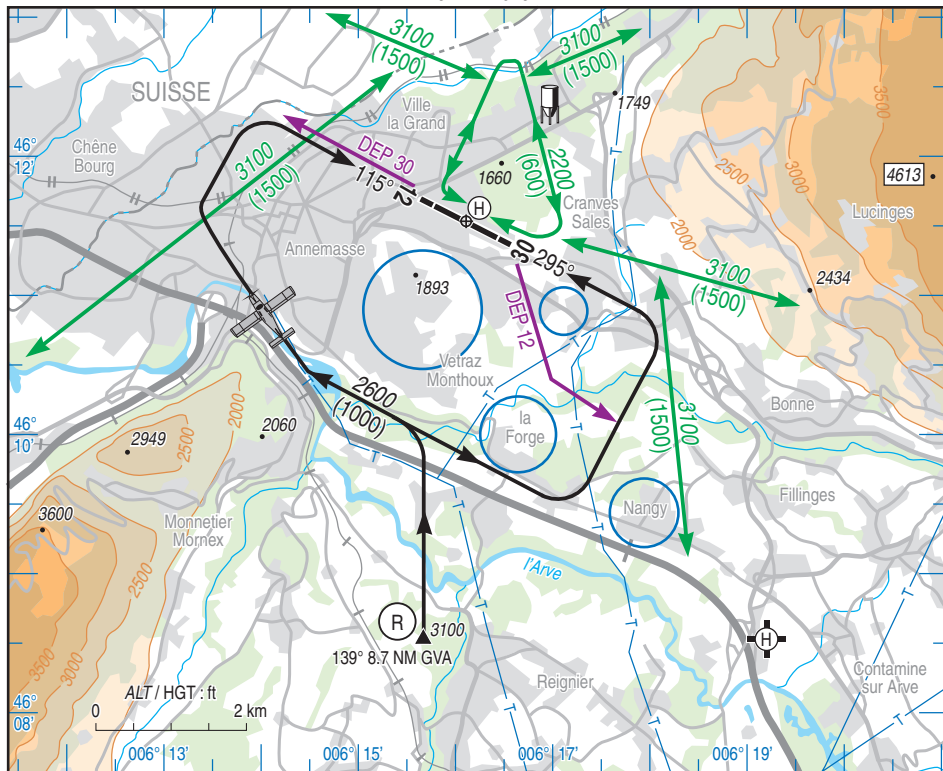 3100
(1500)
3100
(1500)
SUISSE
Ville
la Grand
1749
46°
12'
Chêne
Bourg
3100
(1500)
DEP 30
115°
12
1660
2200
(600)
H
Cranves
Sales
3500
3000
2500
2000
4613
Lucinges
Annemasse
30
295°
3100
(1500)
2434
1893
DEP 12
Vetraz
Monthoux
2600
(1000)
3100
(1500)
Bonne
46°
10'
2000
2500
2949
2060
la
Forge
T
T
Nangy
Fillinges
3600
Monnetier
Mornex
2500
l'Arve
T
T
R
3100
139° 8.7 NM GVA
H
3500
3000
Reignier
Contamine
sur Arve
ALT / HGT : ft
0
2 km
46°
08'
T
T
T
006° 13'
006° 15'
006° 17'
006° 19'